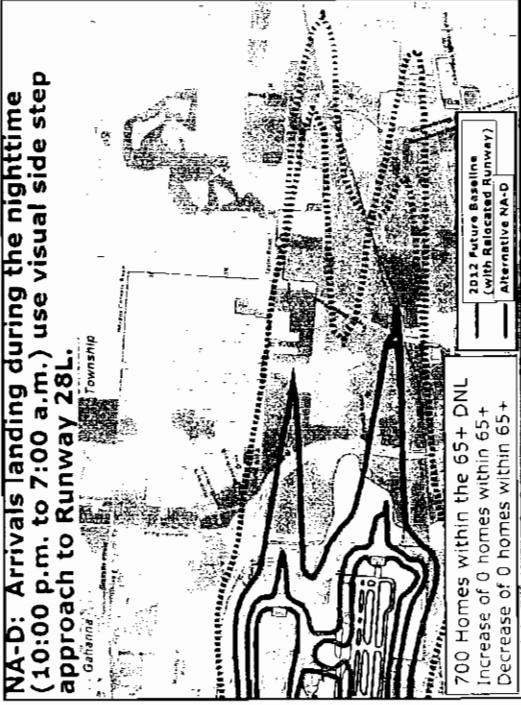 NA-D: Arrivals landing during the nighttime
(10:00 p.m. to 7:00 a.m.) use visual side step
approach to Runway 28L.
Gahanna
Township
2012 Future Baseline
(with Relocated Runway)
Alternative NA-D
700 Homes within the 65+ DNL
Increase of 0 homes within 65+
Decrease of 0 homes within 65+